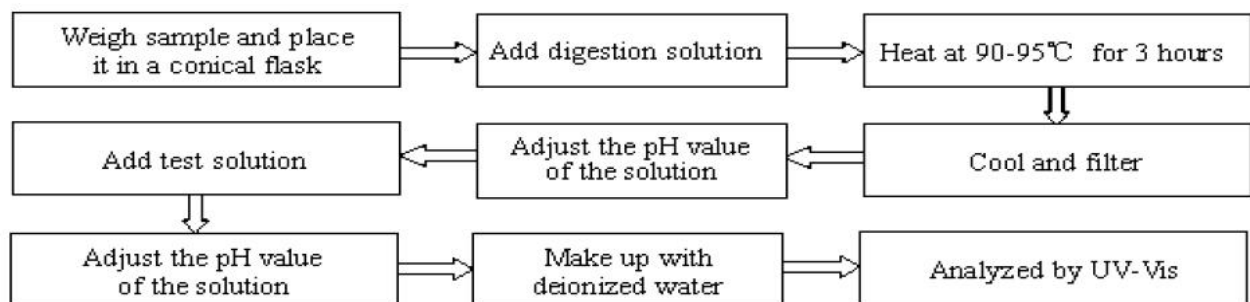 Weigh sample and place
it in a conical flask
Add digestion solution
Heat at 90-95℃ for 3 hours
Cool and filter
Adjust the pH value
of the solution
Add test solution
Adjust the pH value
of the solution
Make up with
deionized water
Analyzed by UV-Vis